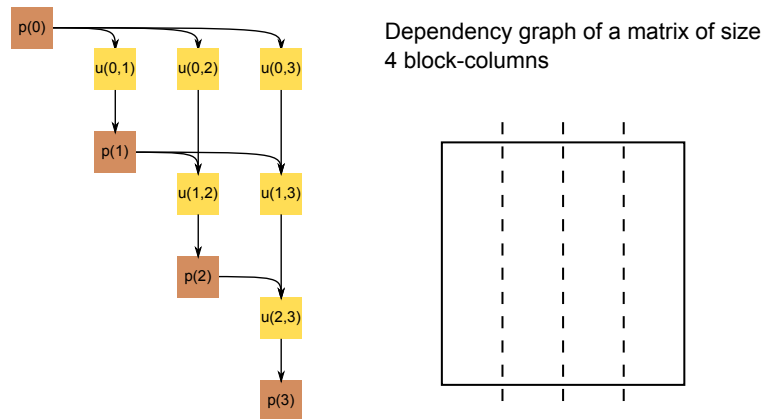 p(0)
u(0,1)
u(0,2)
u(0,3)
p(1)
u(1,2)
u(1,3)
p(2)
u(2,3)
p(3)
Dependency graph of a matrix of size
4 block-columns